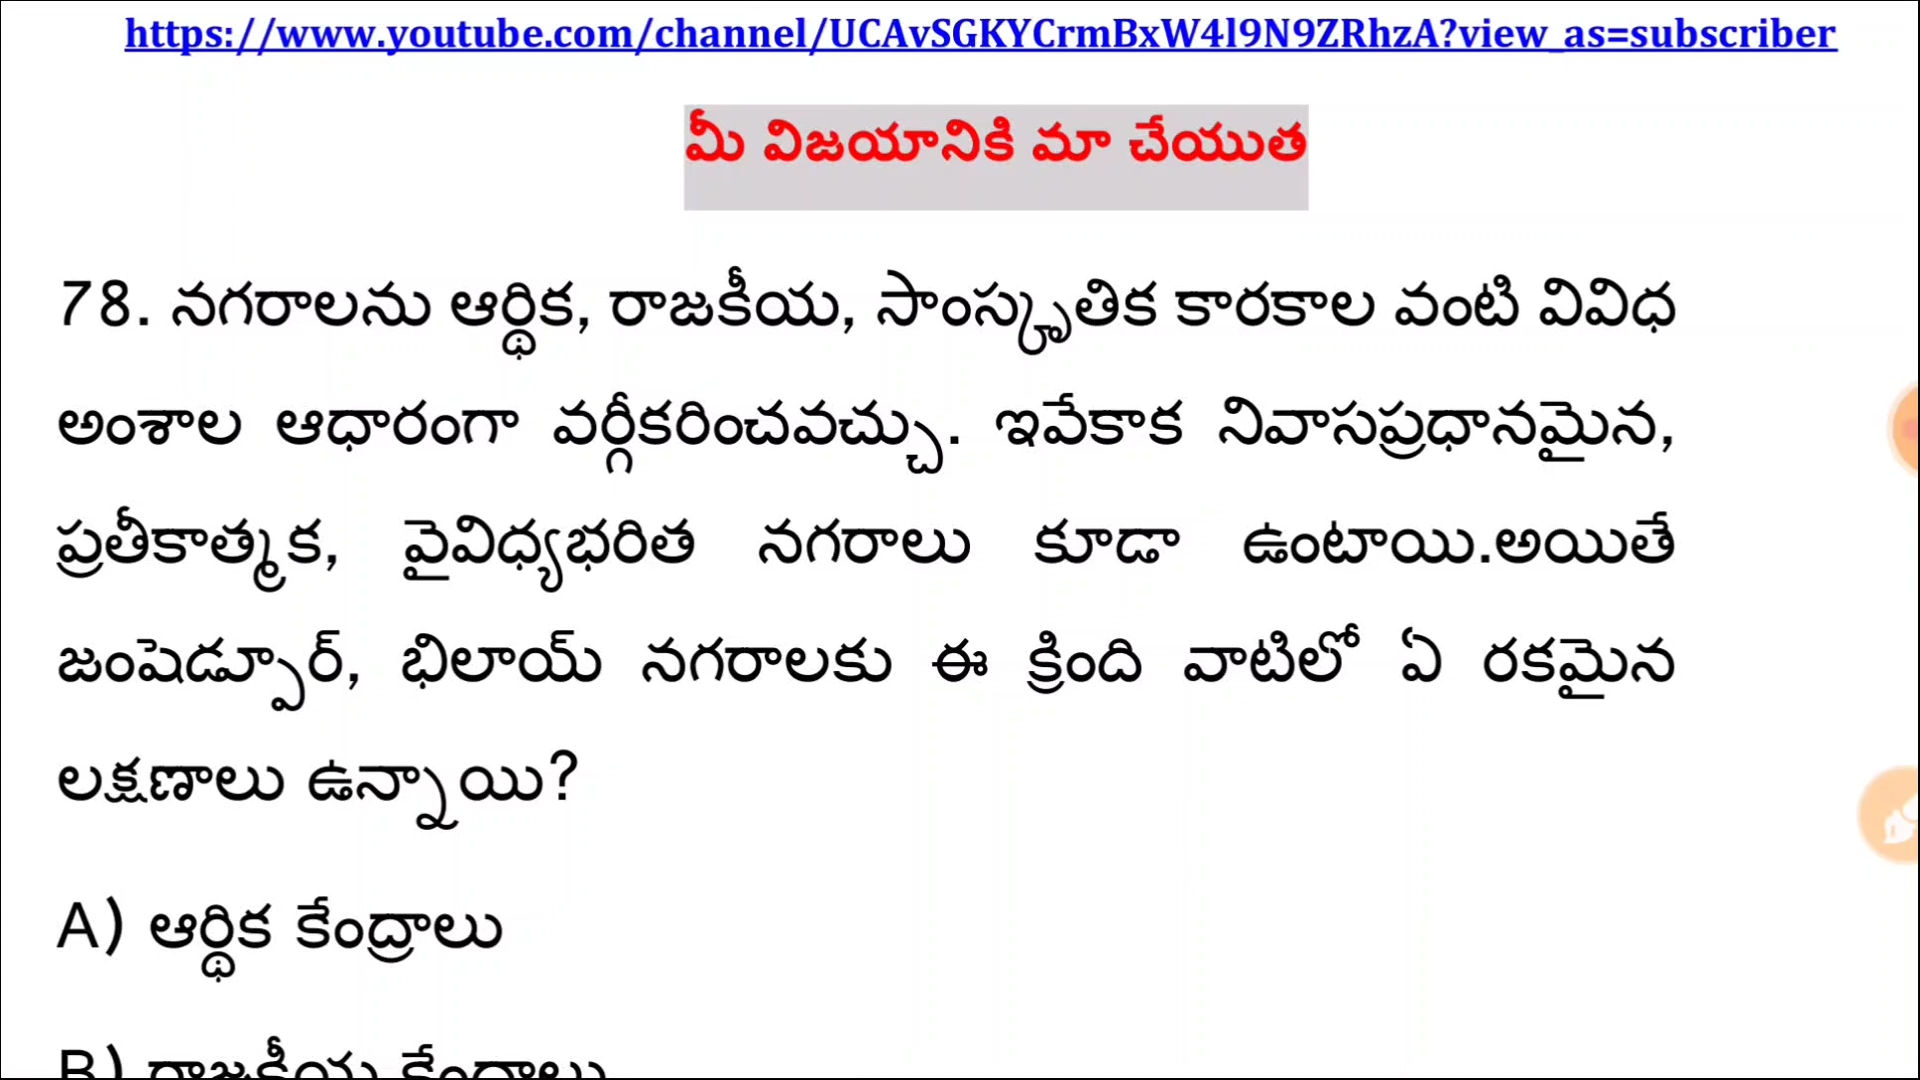 https://www.youtube.com/channel/UCAvSGKYCrmBxW4l9N9ZRhzA?view_as=subscriber
మీ విజయానికి మా చేయుత
78. నగరాలను ఆర్థిక, రాజకీయ, సాంస్కృతిక కారకాల వంటి వివిధ
అంశాల ఆధారంగా వర్గీకరించవచ్చు. ఇవేకాక నివాసప్రధానమైన,
ప్రతీకాత్మక, వైవిధ్యభరిత నగరాలు కూడా ఉంటాయి.అయితే
జంషెడ్పూర్, భిలాయ్ నగరాలకు ఈ క్రింది వాటిలో ఏ రకమైన
లక్షణాలు ఉన్నాయి?
A) ఆర్థిక కేంద్రాలు
B) రాజకీయ కేంద్రాలు